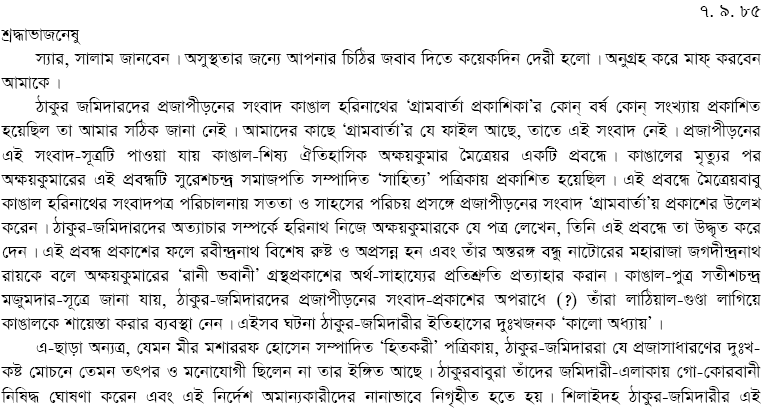 ৭. ৯. ৮৫
শ্রদ্ধাভাজনেষু
স্যার, সালাম জানবেন। অসুস্থতার জন্যে আপনার চিঠির জবাব দিতে কয়েকদিন দেরী হলো। অনুগ্রহ করে মাফ্ করবেন
আমাকে।
ঠাকুর জমিদারদের প্রজাপীড়নের সংবাদ কাঙাল হরিনাথের ‘গ্রামবার্তা প্রকাশিকা’র কোন্ বর্ষ কোন্ সংখ্যায় প্রকাশিত
হয়েছিল তা আমার সঠিক জানা নেই। আমাদের কাছে ‘গ্রামবার্তা’র যে ফাইল আছে, তাতে এই সংবাদ নেই। প্রজাপীড়নের
এই সংবাদ-সূত্রটি পাওয়া যায় কাঙাল-শিষ্য ঐতিহাসিক অক্ষয়কুমার মৈত্রেয়র একটি প্রবন্ধে। কাঙালের মৃত্যুর পর
অক্ষয়কুমারের এই প্রবন্ধটি সুরেশচন্দ্র সমাজপতি সম্পাদিত ‘সাহিত্য’ পত্রিকায় প্রকাশিত হয়েছিল। এই প্রবন্ধে মৈত্রেয়বাবু
কাঙাল হরিনাথের সংবাদপত্র পরিচালনায় সততা ও সাহসের পরিচয় প্রসঙ্গে প্রজাপীড়নের সংবাদ ‘গ্রামবার্তা’য় প্রকাশের উলেখ
করেন। ঠাকুর-জমিদারদের অত্যাচার সম্পর্কে হরিনাথ নিজে অক্ষয়কুমারকে যে পত্র লেখেন, তিনি এই প্রবন্ধে তা উদ্ধৃত করে
দেন। এই প্রবন্ধ প্রকাশের ফলে রবীন্দ্রনাথ বিশেষ রুষ্ট ও অপ্রসন্ন হন এবং তাঁর অন্তরঙ্গ বন্ধু নাটোরের মহারাজা জগদীন্দ্রনাথ
রায়কে বলে অক্ষয়কুমারের ‘রানী ভবানী’ গ্রন্থপ্রকাশের অর্থ-সাহায্যের প্রতিশ্রুতি প্রত্যাহার করান। কাঙাল-পুত্র সতীশচন্দ্র
মজুমদার-সূত্রে জানা যায়, ঠাকুর-জমিদারদের প্রজাপীড়নের সংবাদ-প্রকাশের অপরাধে (?) তাঁরা লাঠিয়াল-গুণ্ডা লাগিয়ে
কাঙালকে শায়েস্তা করার ব্যবস্থা নেন। এইসব ঘটনা ঠাকুর-জমিদারীর ইতিহাসের দুঃখজনক ‘কালো অধ্যায়’।
এ-ছাড়া অন্যত্র, যেমন মীর মশাররফ হোসেন সম্পাদিত ‘হিতকরী’ পত্রিকায়, ঠাকুর-জমিদাররা যে প্রজাসাধারণের দুঃখ-
কষ্ট মোচনে তেমন তৎপর ও মনোযোগী ছিলেন না তার ইঙ্গিত আছে। ঠাকুরবাবুরা তাঁদের জমিদারী-এলাকায় গো-কোরবানী
নিষিদ্ধ ঘোষণা করেন এবং এই নির্দেশ অমান্যকারীদের নানাভাবে নিগৃহীত হতে হয়। শিলাইদহ ঠাকুর-জমিদারীর এই